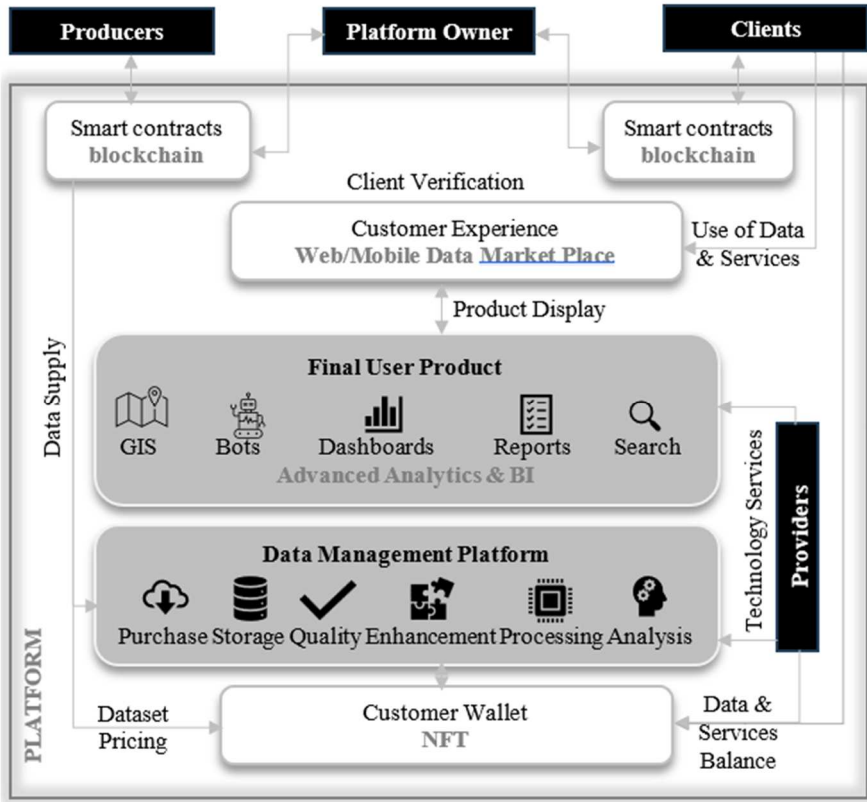 Producers
Platform Owner
Clients
Smart contracts
blockchain
Smart contracts
blockchain
Client Verification
Customer Experience
Web/Mobile Data Market Place
Use of Data
& Services
Product Display
Data Supply
Final User Product
GIS
Bots
Dashboards
Reports
Search
Advanced Analytics & BI
Technology Services
Providers
Data Management Platform
Purchase Storage Quality Enhancement Processing Analysis
PLATFORM
Dataset
Pricing
Customer Wallet
NFT
Data &
Services
Balance